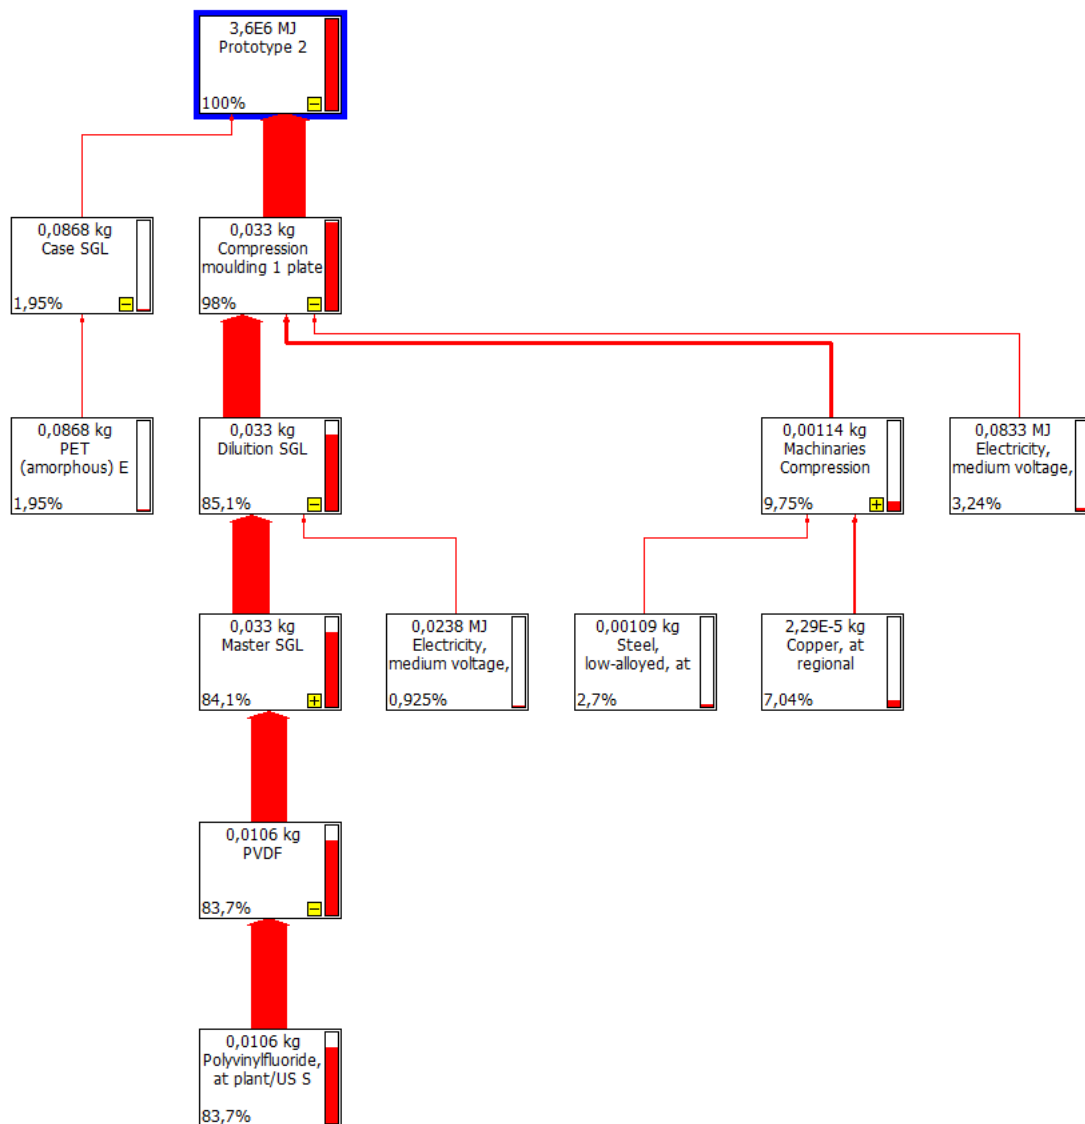 3,6E6 MJ
Prototype 2
100%
0,0868 kg
Case SGL
1,95%
0,033 kg
Compression
moulding 1 plate
98%
0,0868 kg
PET
(amorphous) E
1,95%
0,033 kg
Diluition SGL
85,1%
0,00114 kg
Machinaries
Compression
9,75%
0,0833 MJ
Electricity,
medium voltage,
3,24%
0,033 kg
Master SGL
84,1%
0,0238 MJ
Electricity,
medium voltage,
0,925%
0,00109 kg
Steel,
low-alloyed, at
2,7%
2,29E-5 kg
Copper, at
regional
7,04%
0,0106 kg
PVDF
83,7%
0,0106 kg
Polyvinylfluoride,
at plant/US S
83,7%